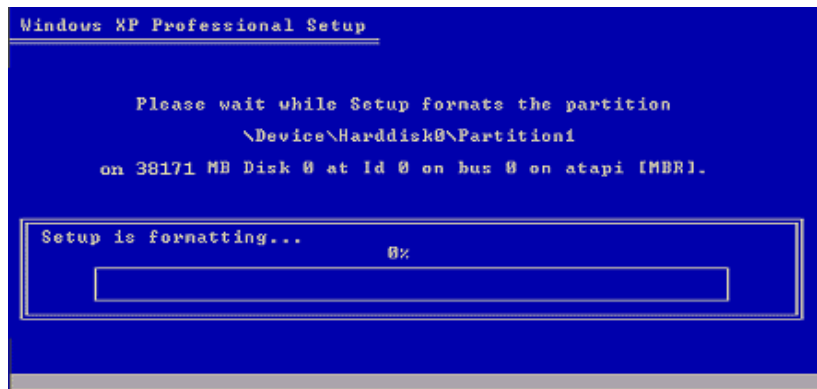 Windows XP Professional Setup
Please wait while Setup formats the partition
\Device\Harddisk0\Partition1
on 38171 MB Disk 0 at Id 0 on bus 0 on atapi [MBR].
Setup is formatting...
0%